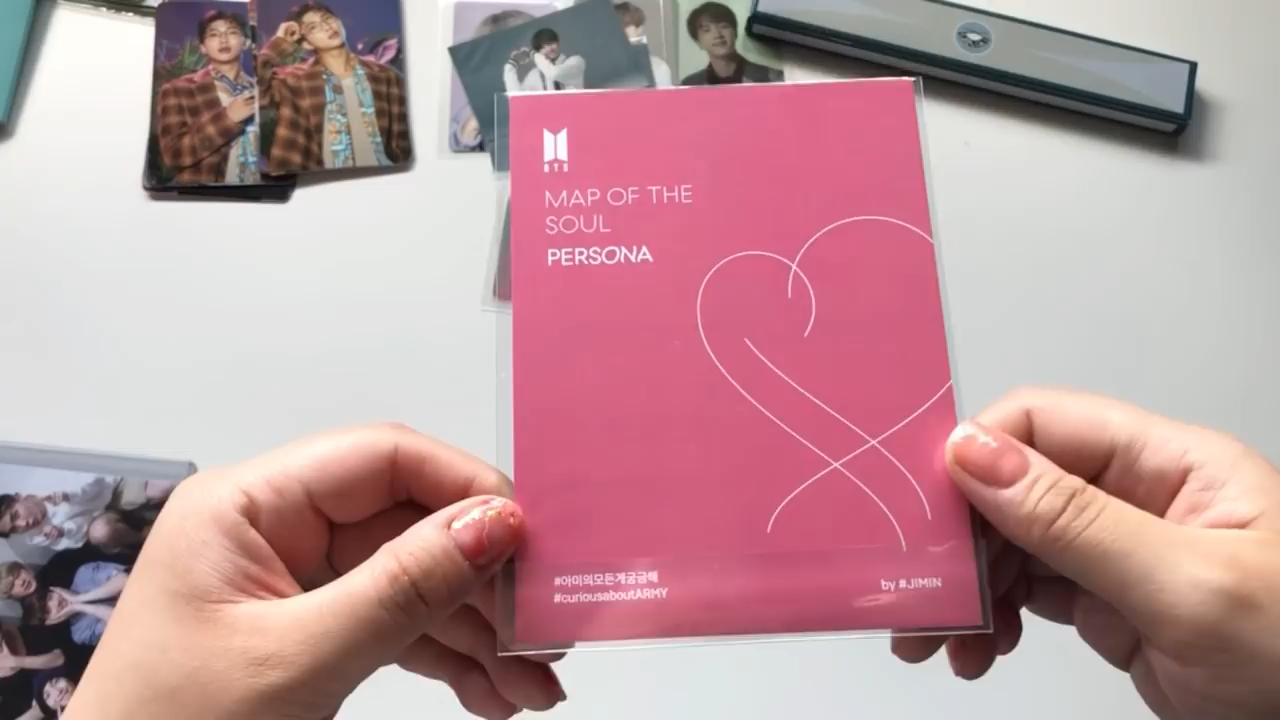 BTS
MAP OF THE
SOUL
PERSONA
#아미의모든게궁금해
#curiousaboutARMY
by #JIMIN